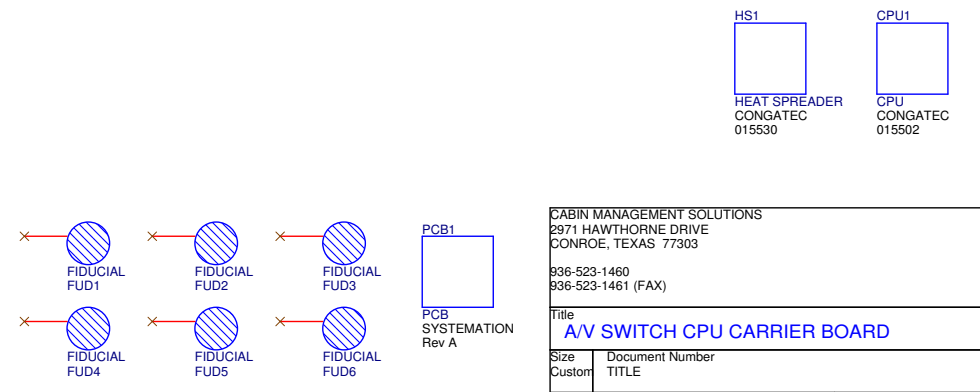 HS1
HEAT SPREADER
CONGATEC
015530
CPU1
CPU
CONGATEC
015502
FIDUCIAL
FUD1
FIDUCIAL
FUD2
FIDUCIAL
FUD3
FIDUCIAL
FUD4
FIDUCIAL
FUD5
FIDUCIAL
FUD6
PCB1
PCB
SYSTEMATION
Rev A
CABIN MANAGEMENT SOLUTIONS
2971 HAWTHORNE DRIVE
CONROE, TEXAS  77303
936-523-1460
936-523-1461 (FAX)
Title
A/V SWITCH CPU CARRIER BOARD
Size
Custom
Document Number
TITLE